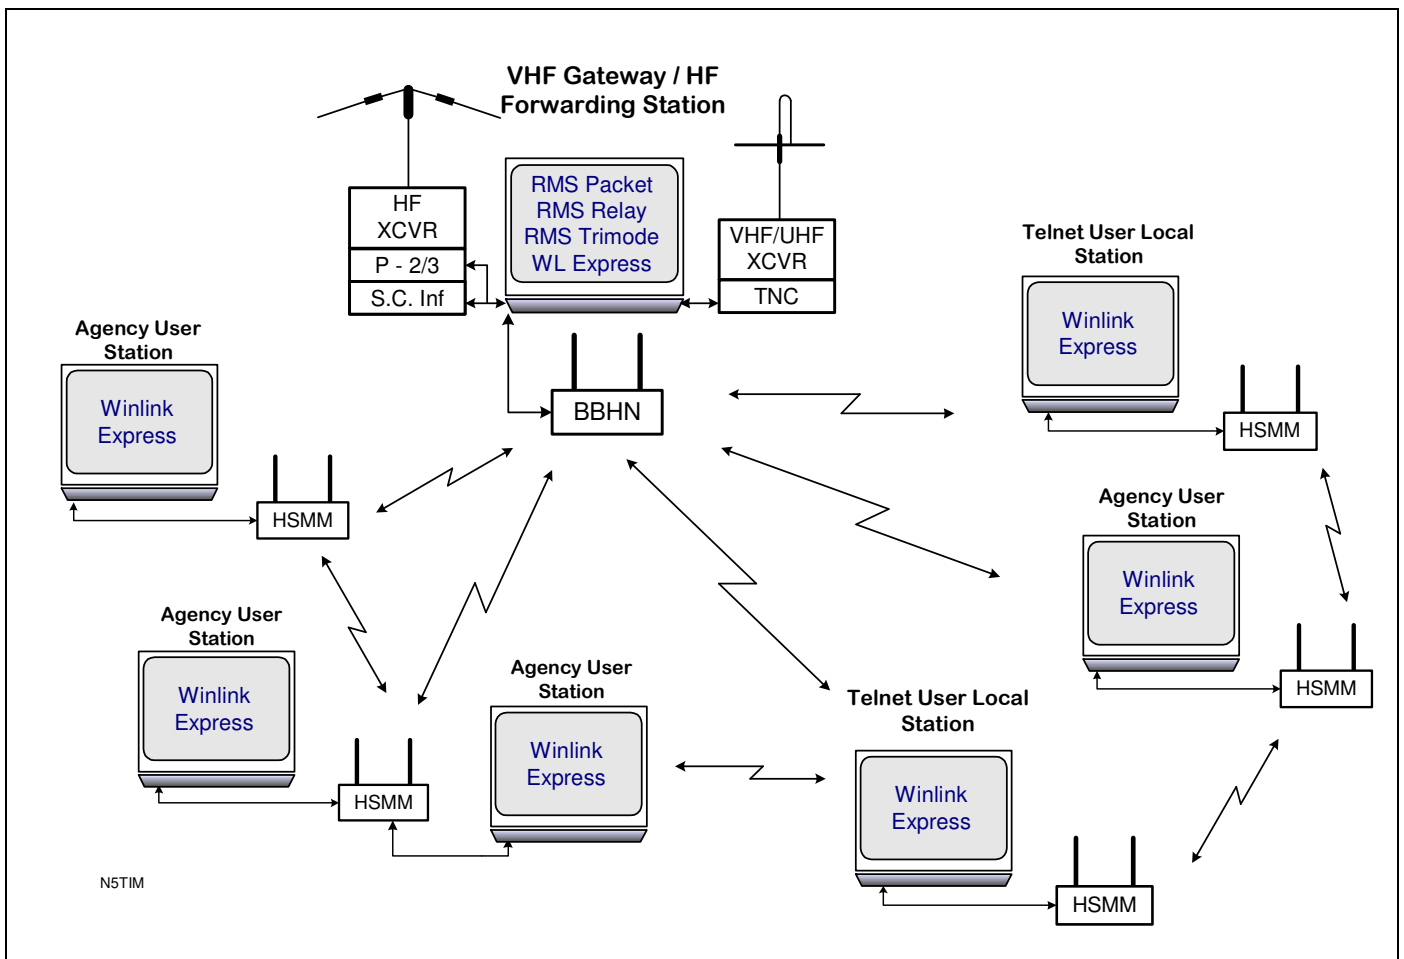 VHF Gateway / HF
Forwarding Station
HF
XCVR
P - 2/3
S.C. Inf
RMS Packet
RMS Relay
RMS Trimode
WL Express
VHF/UHF
XCVR
TNC
BBHN
Telnet User Local
Station
Winlink
Express
HSMM
Agency User
Station
Winlink
Express
HSMM
Agency User
Station
Winlink
Express
HSMM
Agency User
Station
Winlink
Express
HSMM
Agency User
Station
Winlink
Express
Telnet User Local
Station
Winlink
Express
HSMM
N5TIM